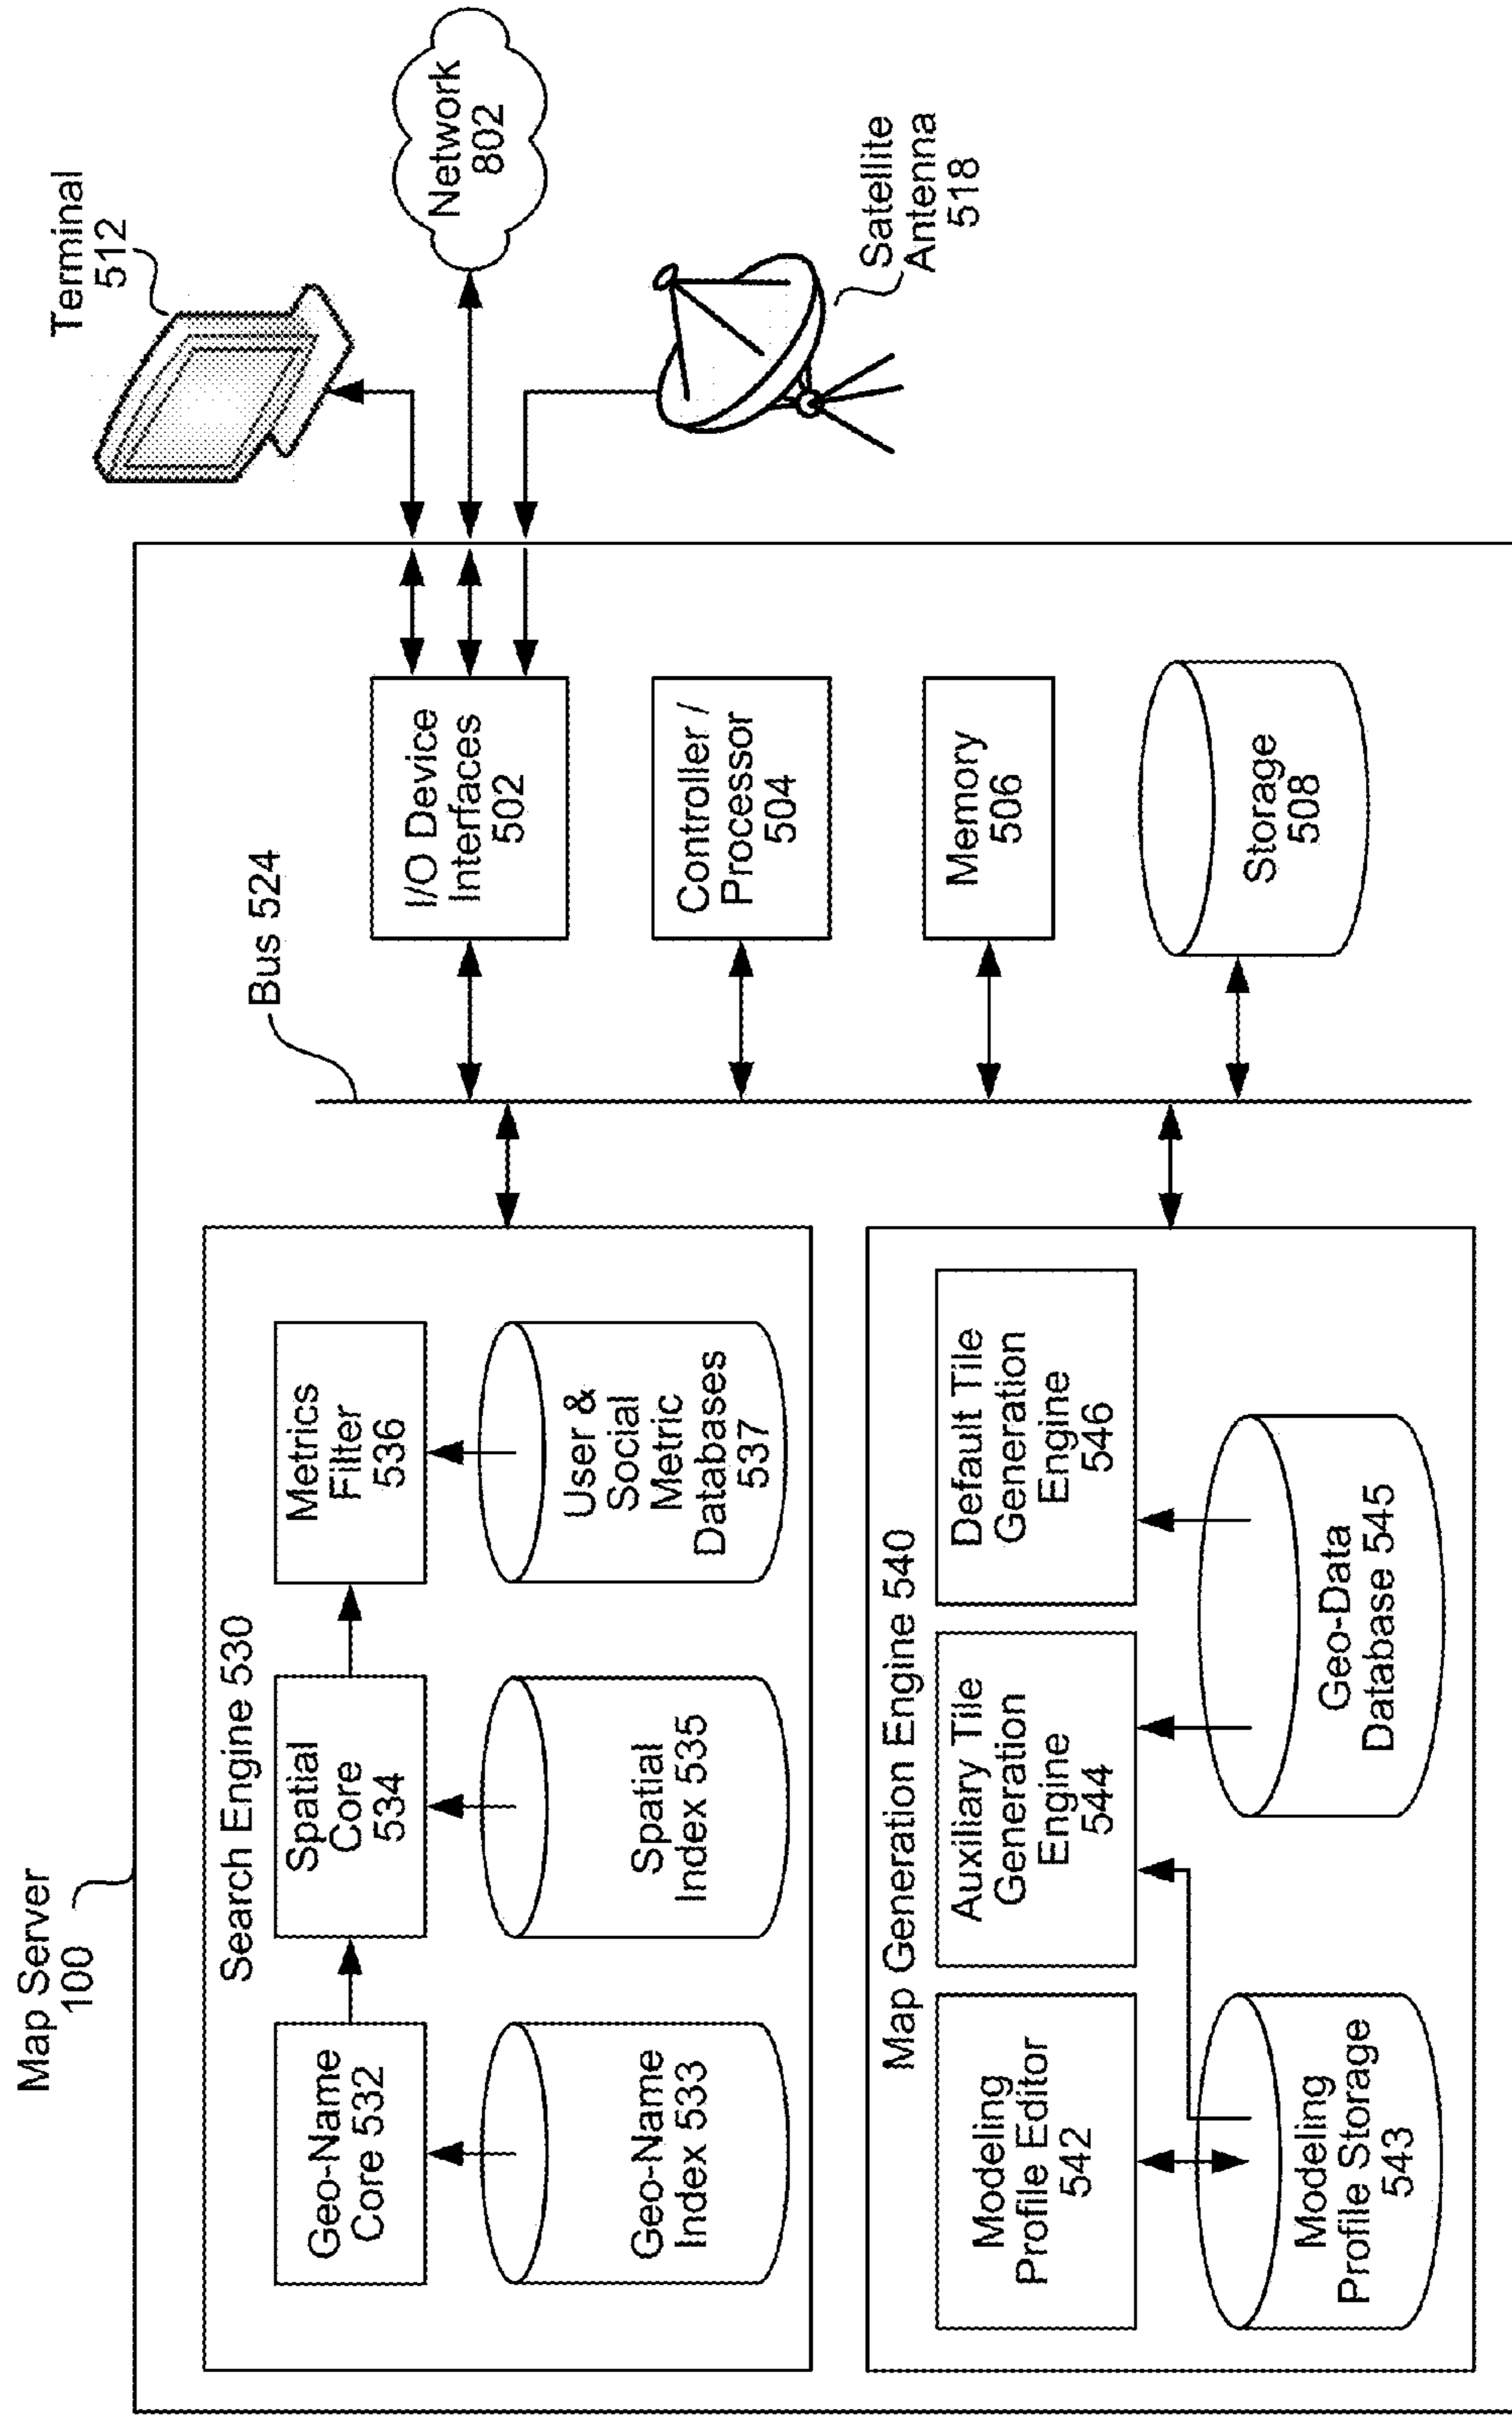 Map Server
100
Search Engine 530
Geo-Name
Core 532
Spatial
Core
534
Metrics
Filter
536
Geo-Name
Index 533
Spatial
Index 535
User &
Social
Metric
Databases
537
Map Generation Engine 540
Modeling
Profile Editor
542
Auxiliary Tile
Generation
Engine
544
Default Tile
Generation
Engine
546
Modeling
Profile Storage
543
Geo-Data
Database 545
Bus 524
I/O Device
Interfaces
502
Controller /
Processor
504
Memory
506
Storage
508
Terminal
512
Network
802
Satellite
Antenna
518